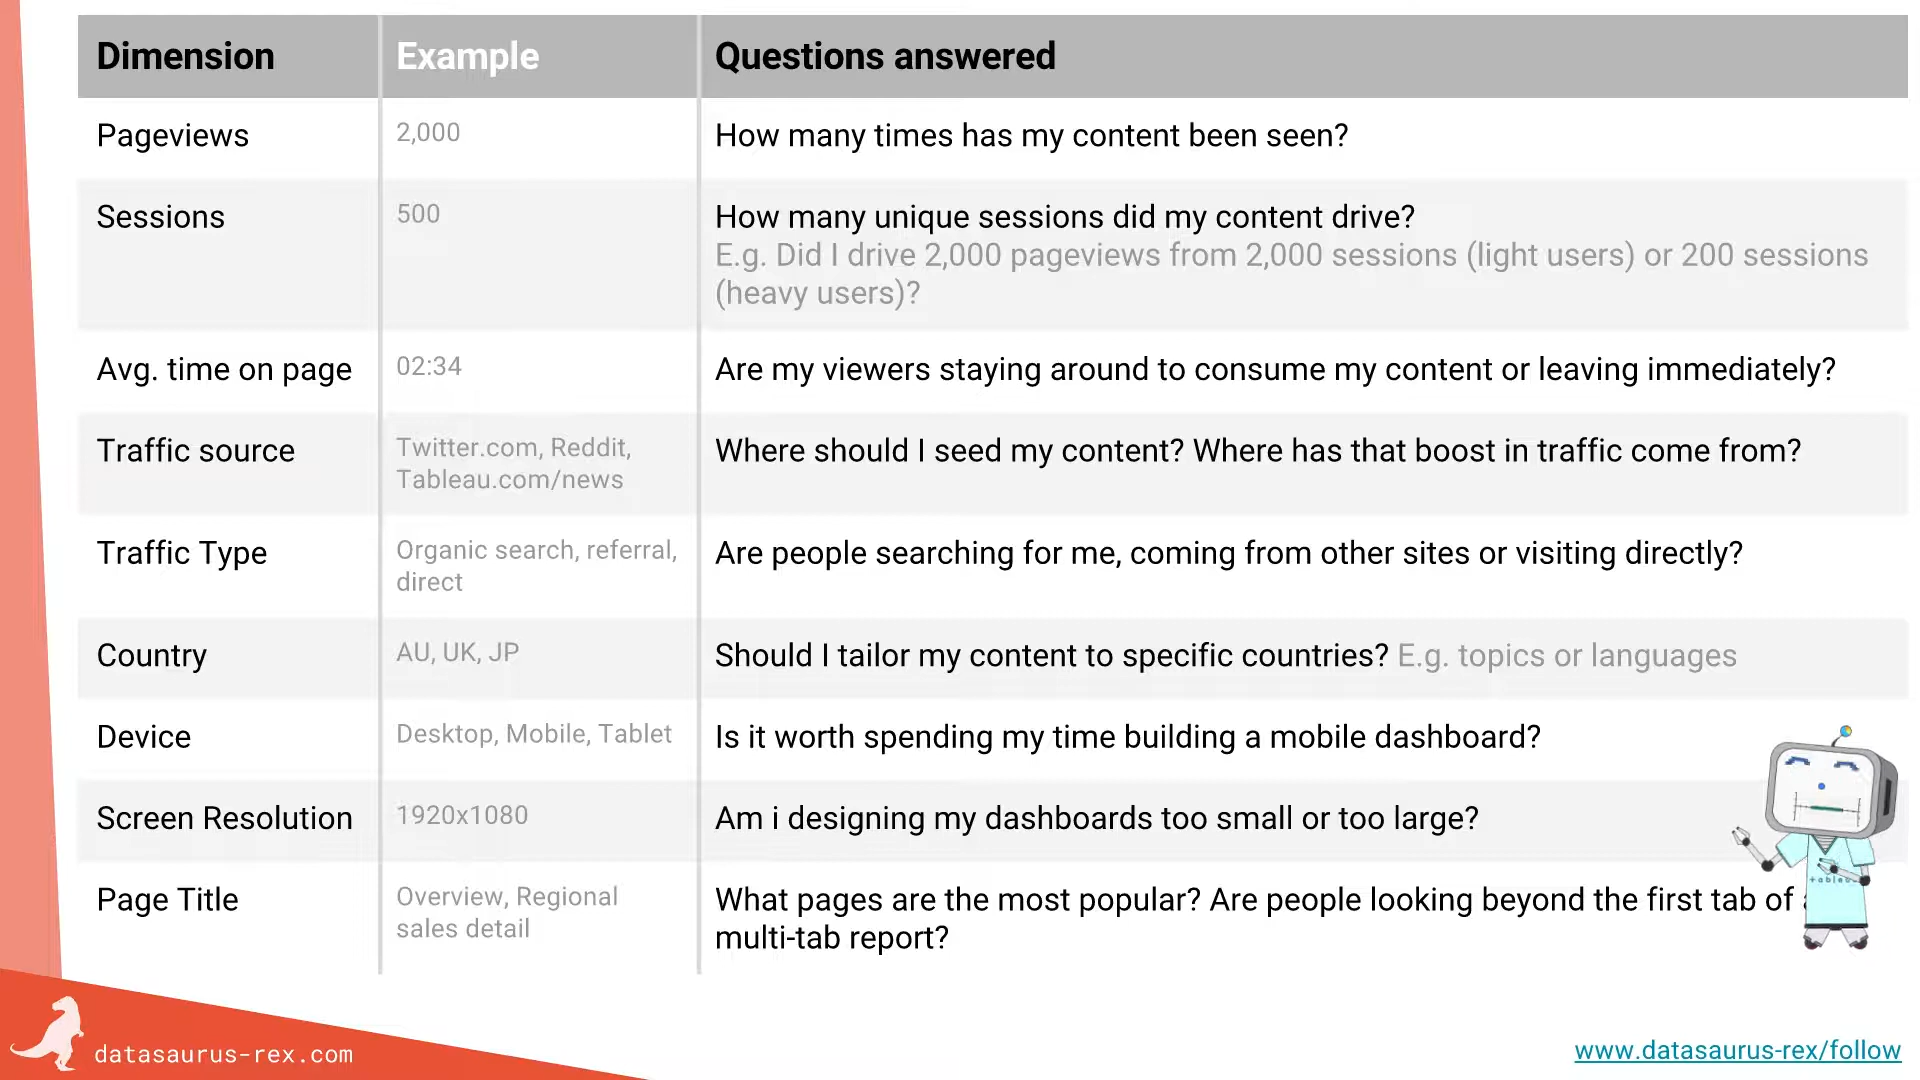 Dimension Example Questions answered
Pageviews 2,000 How many times has my content been seen?
Sessions 500 How many unique sessions did my content drive?
E.g. Did I drive 2,000 pageviews from 2,000 sessions (light users) or 200 sessions
(heavy users)?
Avg. time on page 02:34 Are my viewers staying around to consume my content or leaving immediately?
Traffic source Twitter.com, Reddit, Where should I seed my content? Where has that boost in traffic come from?
Tableau.com/news
Traffic Type Organic search, referral, Are people searching for me, coming from other sites or visiting directly?
direct
Country AU, UK, JP Should I tailor my content to specific countries? E.g. topics or languages
Device Desktop, Mobile, Tablet Is it worth spending my time building a mobile dashboard?
Screen Resolution 1920x1080 Am i designing my dashboards too small or too large?
Page Title Overview, Regional What pages are the most popular? Are people looking beyond the first tab of
sales detail multi-tab report?
datasaurus-rex.com
www.datasaurus-rex/follow